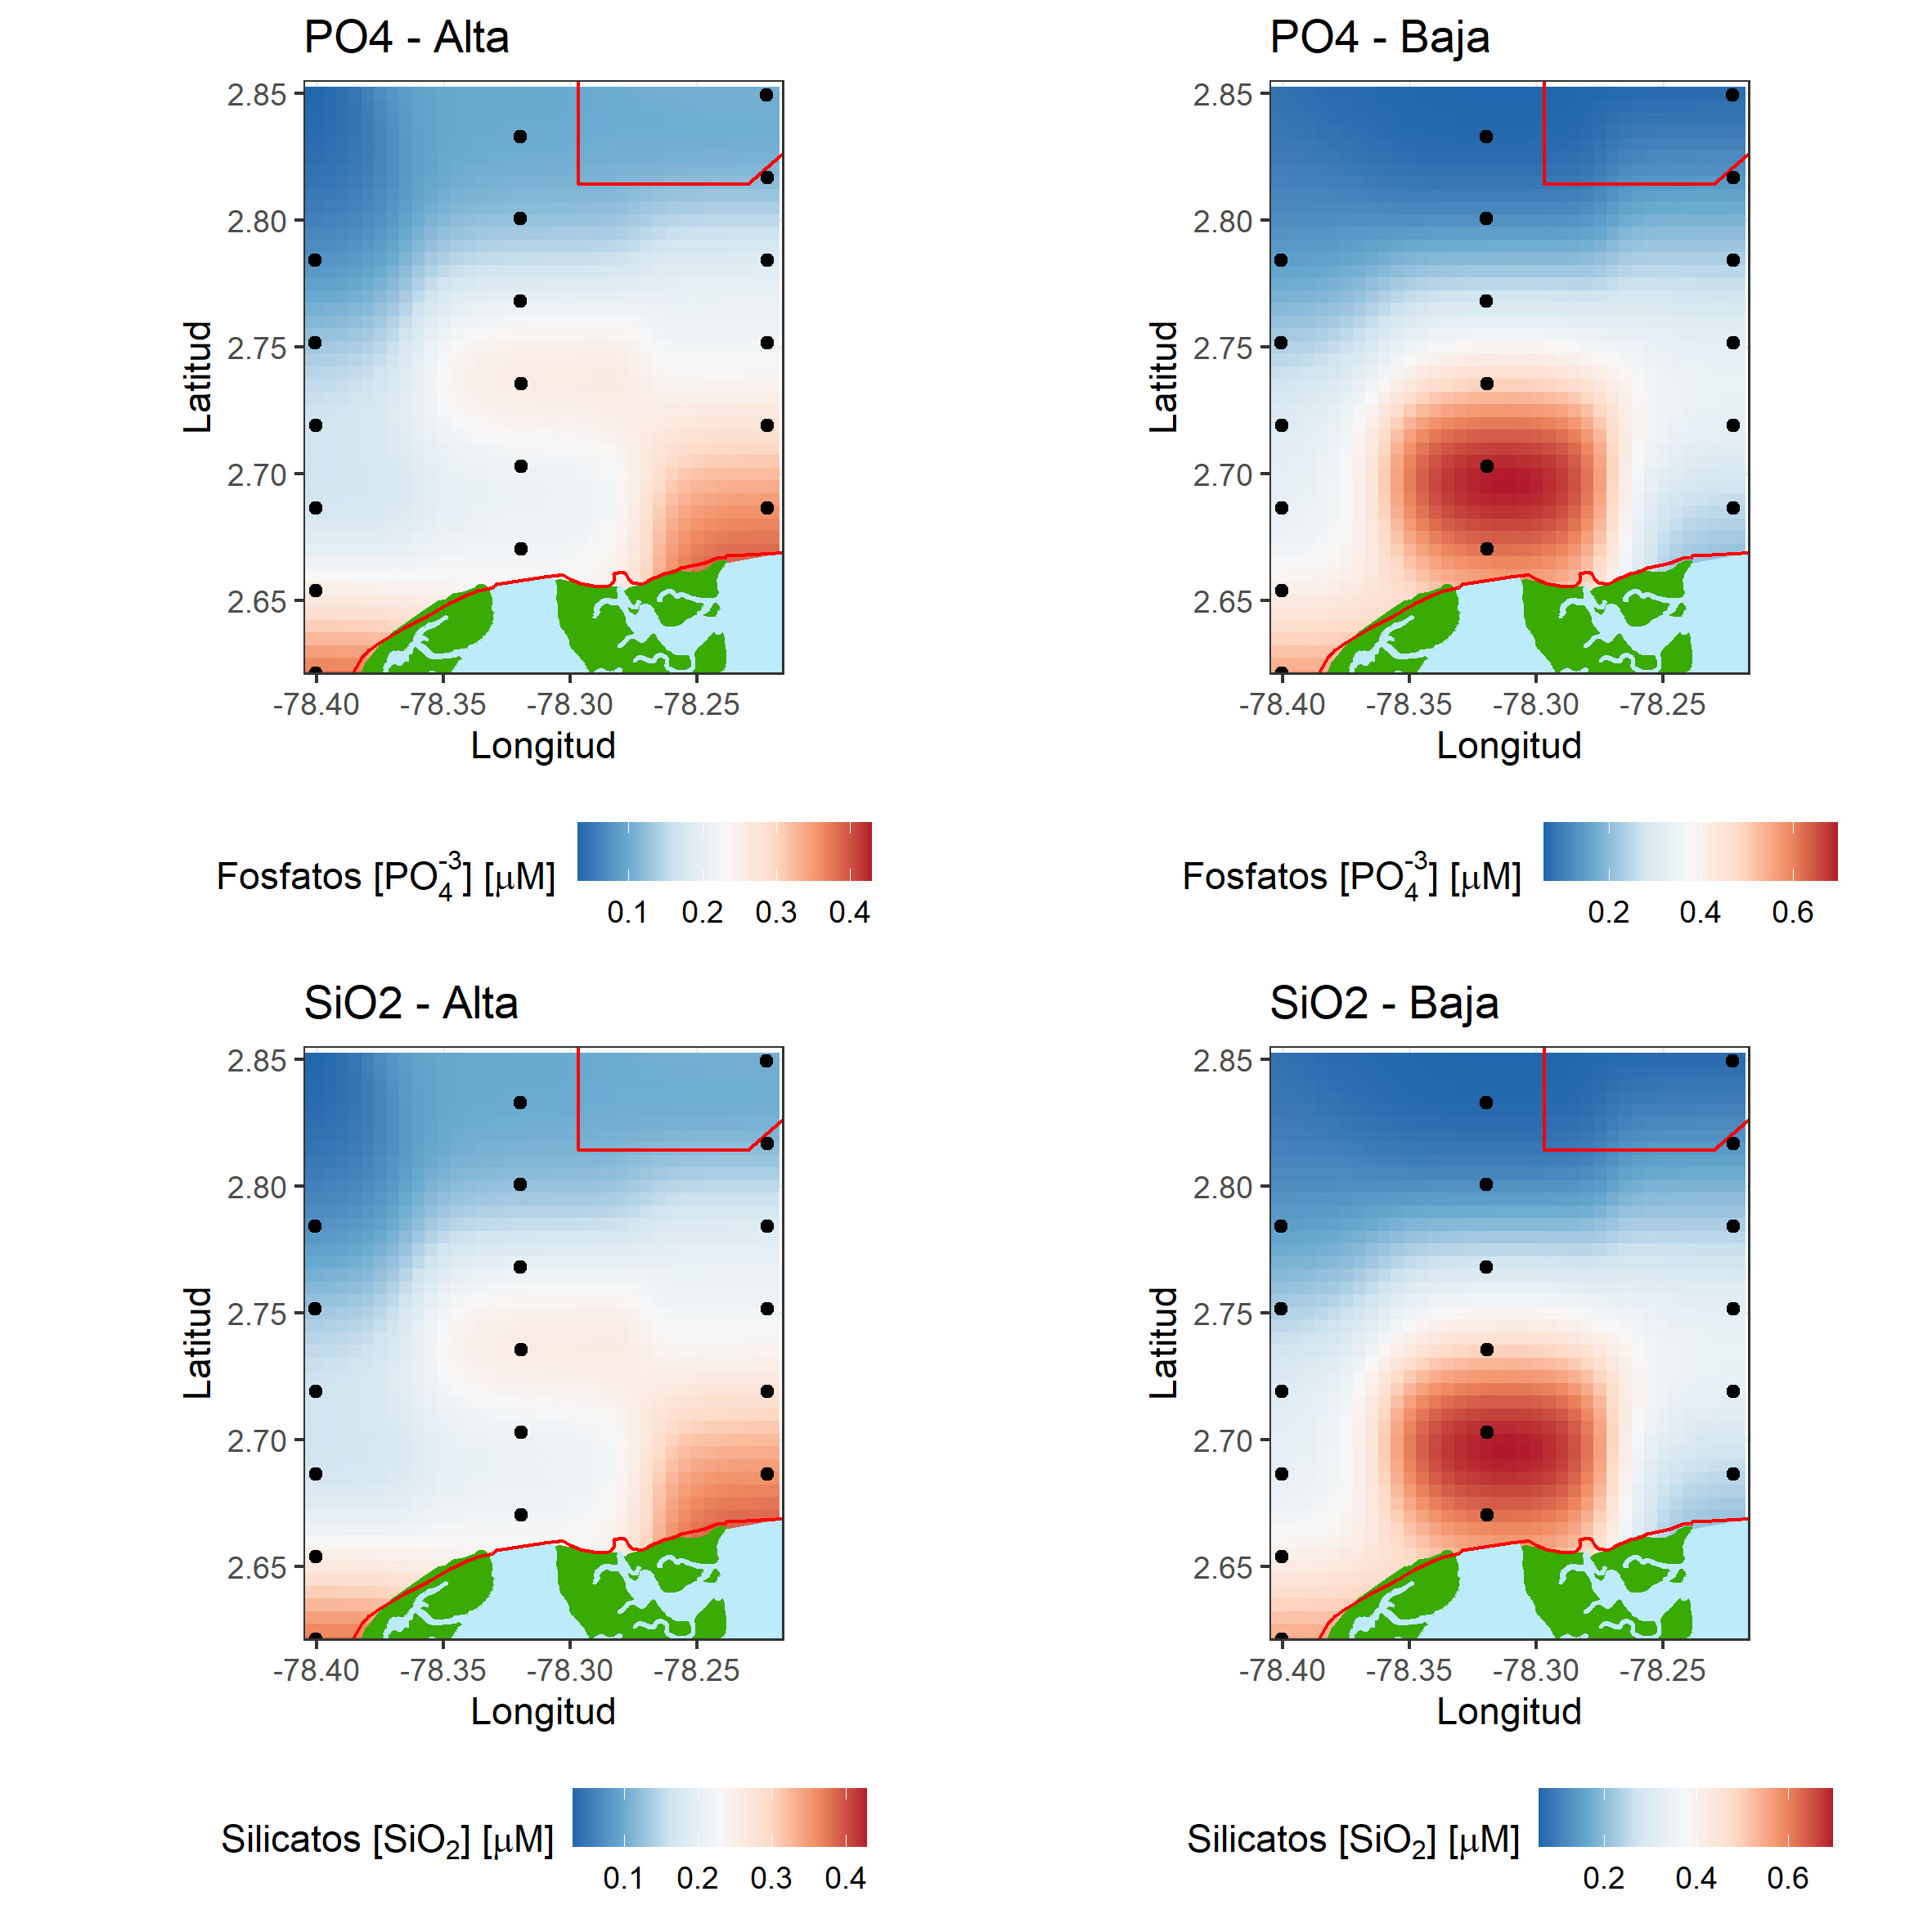 PO4 - Alta
2.85
2.80
2.75
2.70
2.65
Latitud
-78.40 -78.35 -78.30 -78.25
Longitud
Fosfatos [PO₄⁻³] [μM]
0.1 0.2 0.3 0.4
PO4 - Baja
2.85
2.80
2.75
2.70
2.65
Latitud
-78.40 -78.35 -78.30 -78.25
Longitud
Fosfatos [PO₄⁻³] [μM]
0.2 0.4 0.6
SiO2 - Alta
2.85
2.80
2.75
2.70
2.65
Latitud
-78.40 -78.35 -78.30 -78.25
Longitud
Silicatos [SiO₂] [μM]
0.1 0.2 0.3 0.4
SiO2 - Baja
2.85
2.80
2.75
2.70
2.65
Latitud
-78.40 -78.35 -78.30 -78.25
Longitud
Silicatos [SiO₂] [μM]
0.2 0.4 0.6